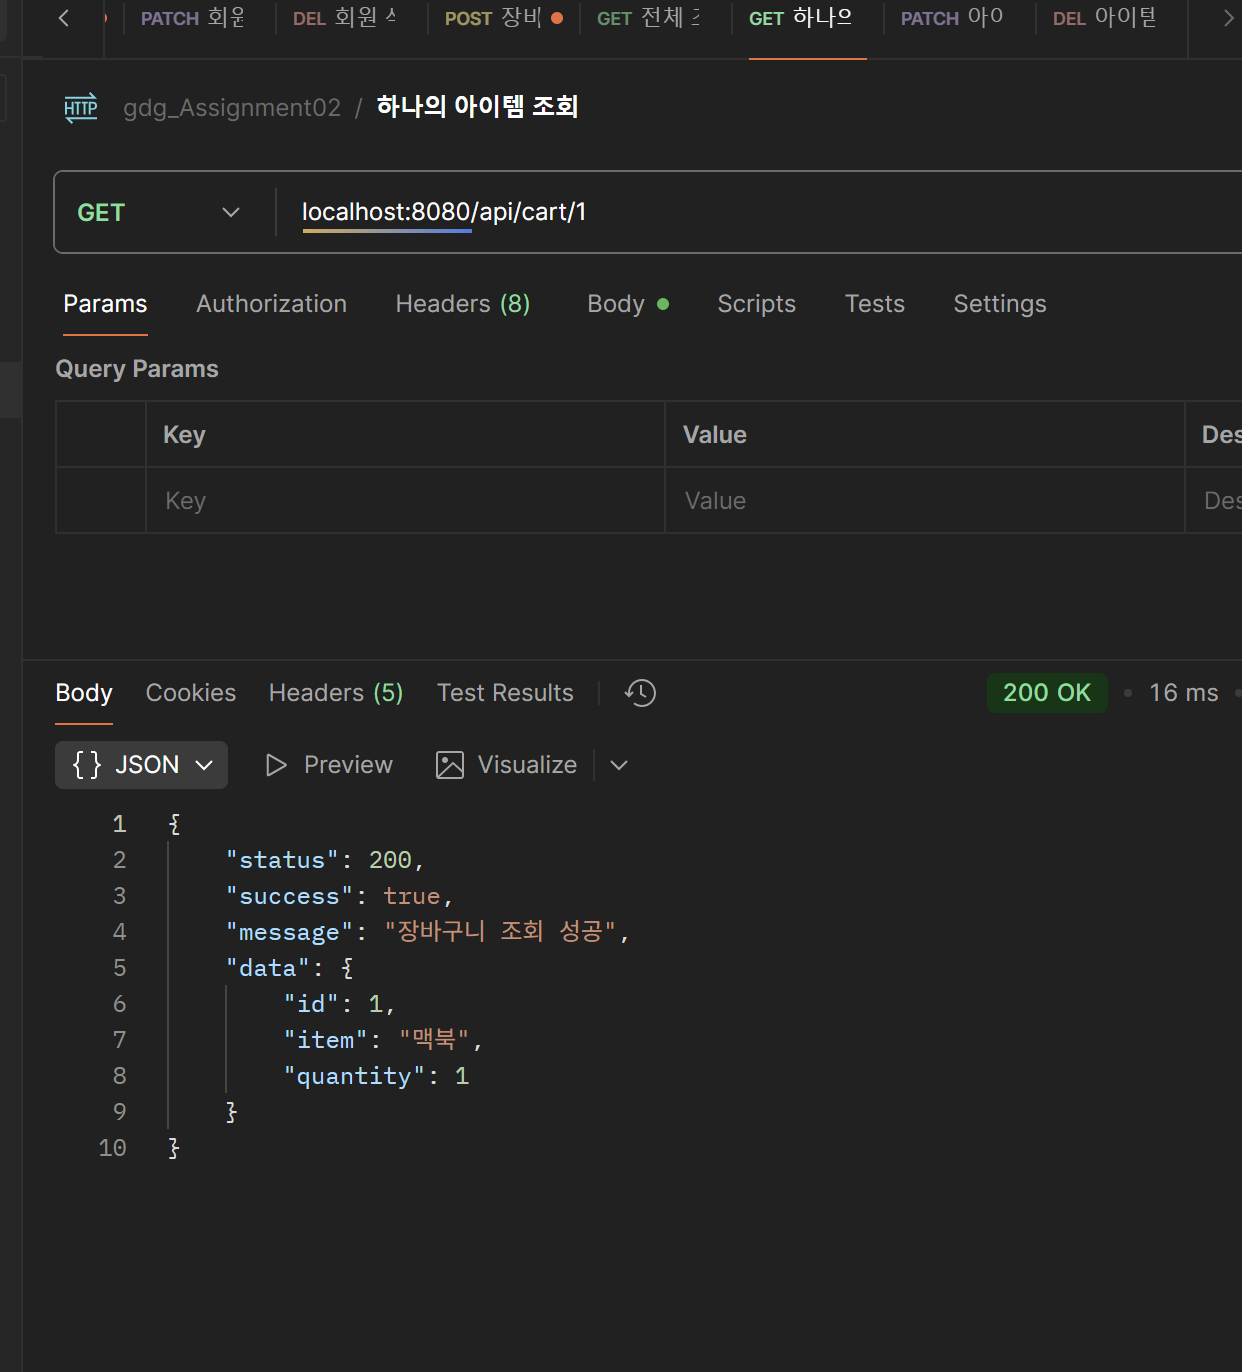 PATCH 회원
DEL 회원
POST 장바
GET 전체
GET 하나으
PATCH 아이
DEL 아이템
HTTP gdg_Assignment02 / 하나의 아이템 조회
GET localhost:8080/api/cart/1
Params Authorization Headers (8) Body Scripts Tests Settings
Query Params
Key Value Des
Key Value Des
Body Cookies Headers (5) Test Results 200 OK 16 ms
{} JSON Preview Visualize
1 {
2 "status": 200,
3 "success": true,
4 "message": "장바구니 조회 성공",
5 "data": {
6 "id": 1,
7 "item": "맥북",
8 "quantity": 1
9 }
10 }